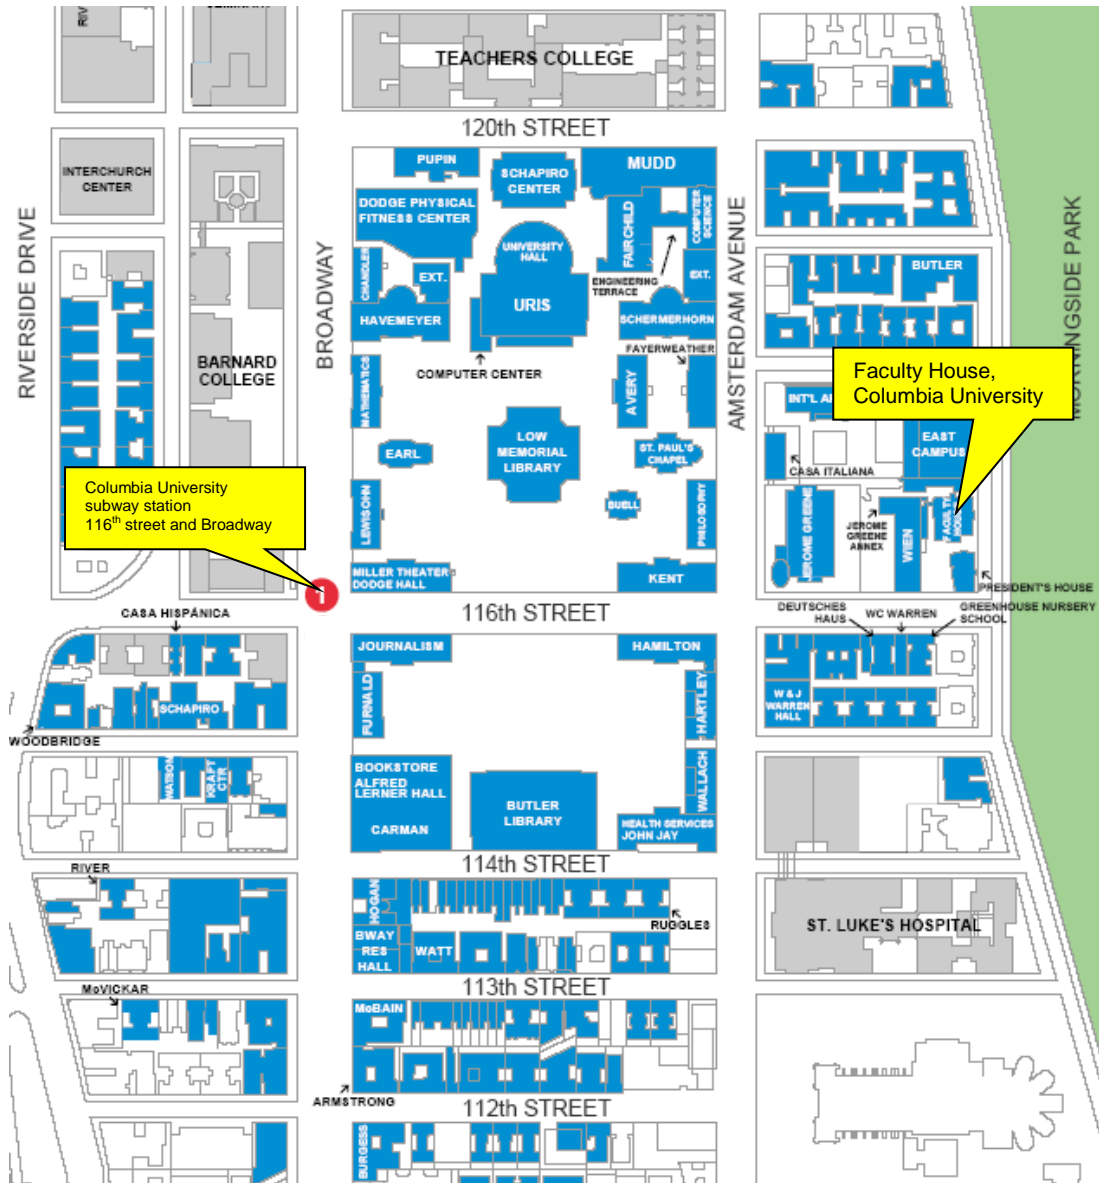 RIV
SEMINARY
TEACHERS COLLEGE
120th STREET
INTERCHURCH
CENTER
PUPIN
SCHAPIRO
CENTER
MUDD
DODGE PHYSICAL
FITNESS CENTER
FAIRCHILD
COMPUTER
SCIENCE
UNIVERSITY
HALL
CHANDLER
EXT.
ENGINEERING
TERRACE
EXT.
URIS
HAVEMEYER
SCHERMERHORN
BUTLER
RIVERSIDE DRIVE
BROADWAY
AMSTERDAM AVENUE
MORNINGSIDE PARK
BARNARD
COLLEGE
COMPUTER CENTER
FAYERWEATHER
MATHEMATICS
AVERY
Faculty House,
Columbia University
INT'L AF
EAST
CAMPUS
LOW
MEMORIAL
LIBRARY
EARL
ST. PAUL'S
CHAPEL
CASA ITALIANA
Columbia University
subway station
116th street and Broadway
LEWISOHN
BUELL
PHILOSOPHY
JEROME GREENE
JEROME
GREENE
ANNEX
WIEN
FACULTY
HOUSE
MILLER THEATER
DODGE HALL
KENT
PRESIDENT'S HOUSE
1
116th STREET
CASA HISPÁNICA
DEUTSCHES
HAUS
WC WARREN
GREENHOUSE NURSERY
SCHOOL
JOURNALISM
HAMILTON
FURNALD
HARTLEY
SCHAPIRO
W & J
WARREN
HALL
WOODBRIDGE
WATSON
KRAFT
CTR
BOOKSTORE
ALFRED
LERNER HALL
CARMAN
BUTLER
LIBRARY
WALLACH
HEALTH SERVICES
JOHN JAY
114th STREET
RIVER
HOGAN
RUGGLES
BWAY
RES
HALL
WATT
ST. LUKE'S HOSPITAL
113th STREET
McVICKAR
McBAIN
ARMSTRONG
112th STREET
BURGESS